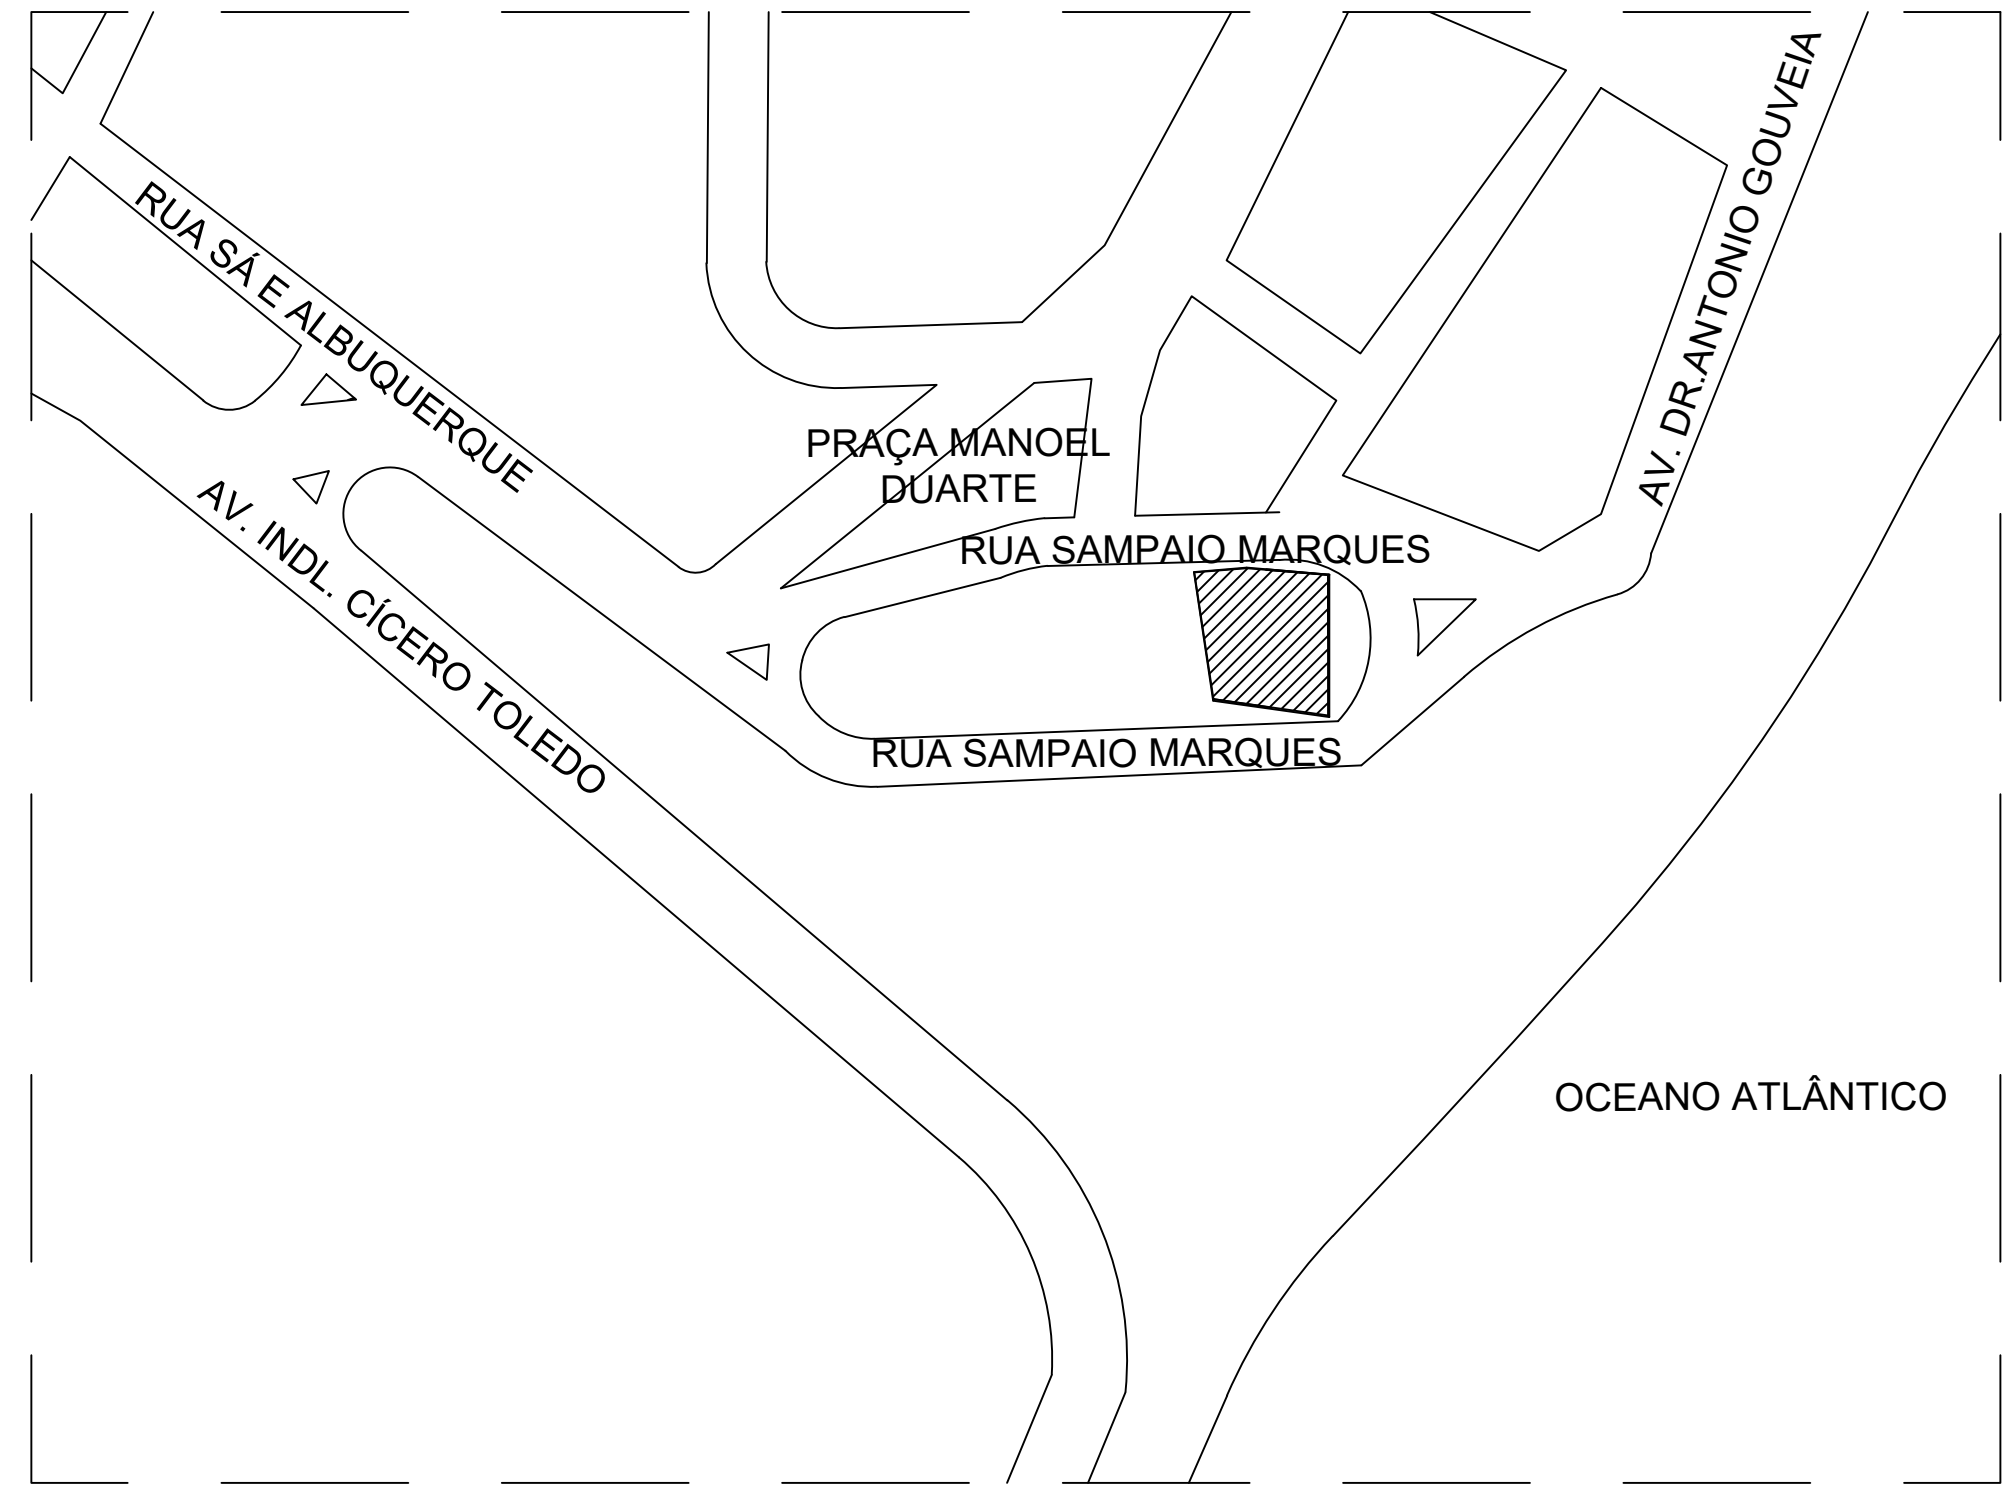 AV. DR.ANTONIO GOUVEIA
RUA SÁ E ALBUQUERQUE
PRAÇA MANOEL
DUARTE
RUA SAMPAIO MARQUES
AV. INDL. CÍCERO TOLEDO
RUA SAMPAIO MARQUES
OCEANO ATLÂNTICO